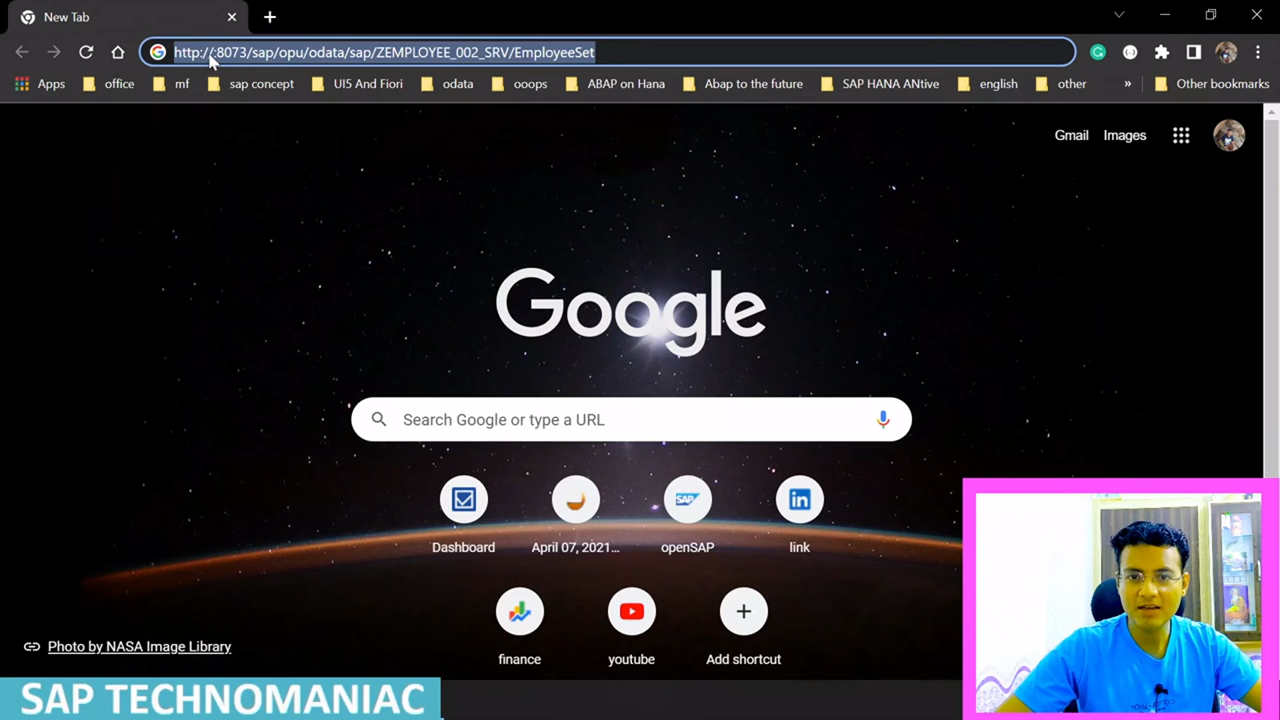 New Tab
http://:8073/sap/opu/odata/sap/ZEMPLOYEE_002_SRV/EmployeeSet
Apps office mf sap concept UI5 And Fiori odata ooops ABAP on Hana Abap to the future SAP HANA ANtive english other » Other bookmarks
Gmail Images
Google
Search Google or type a URL
SAP in
Dashboard April 07, 2021... openSAP link
finance youtube Add shortcut
Photo by NASA Image Library
SAP TECHNOMANIAC